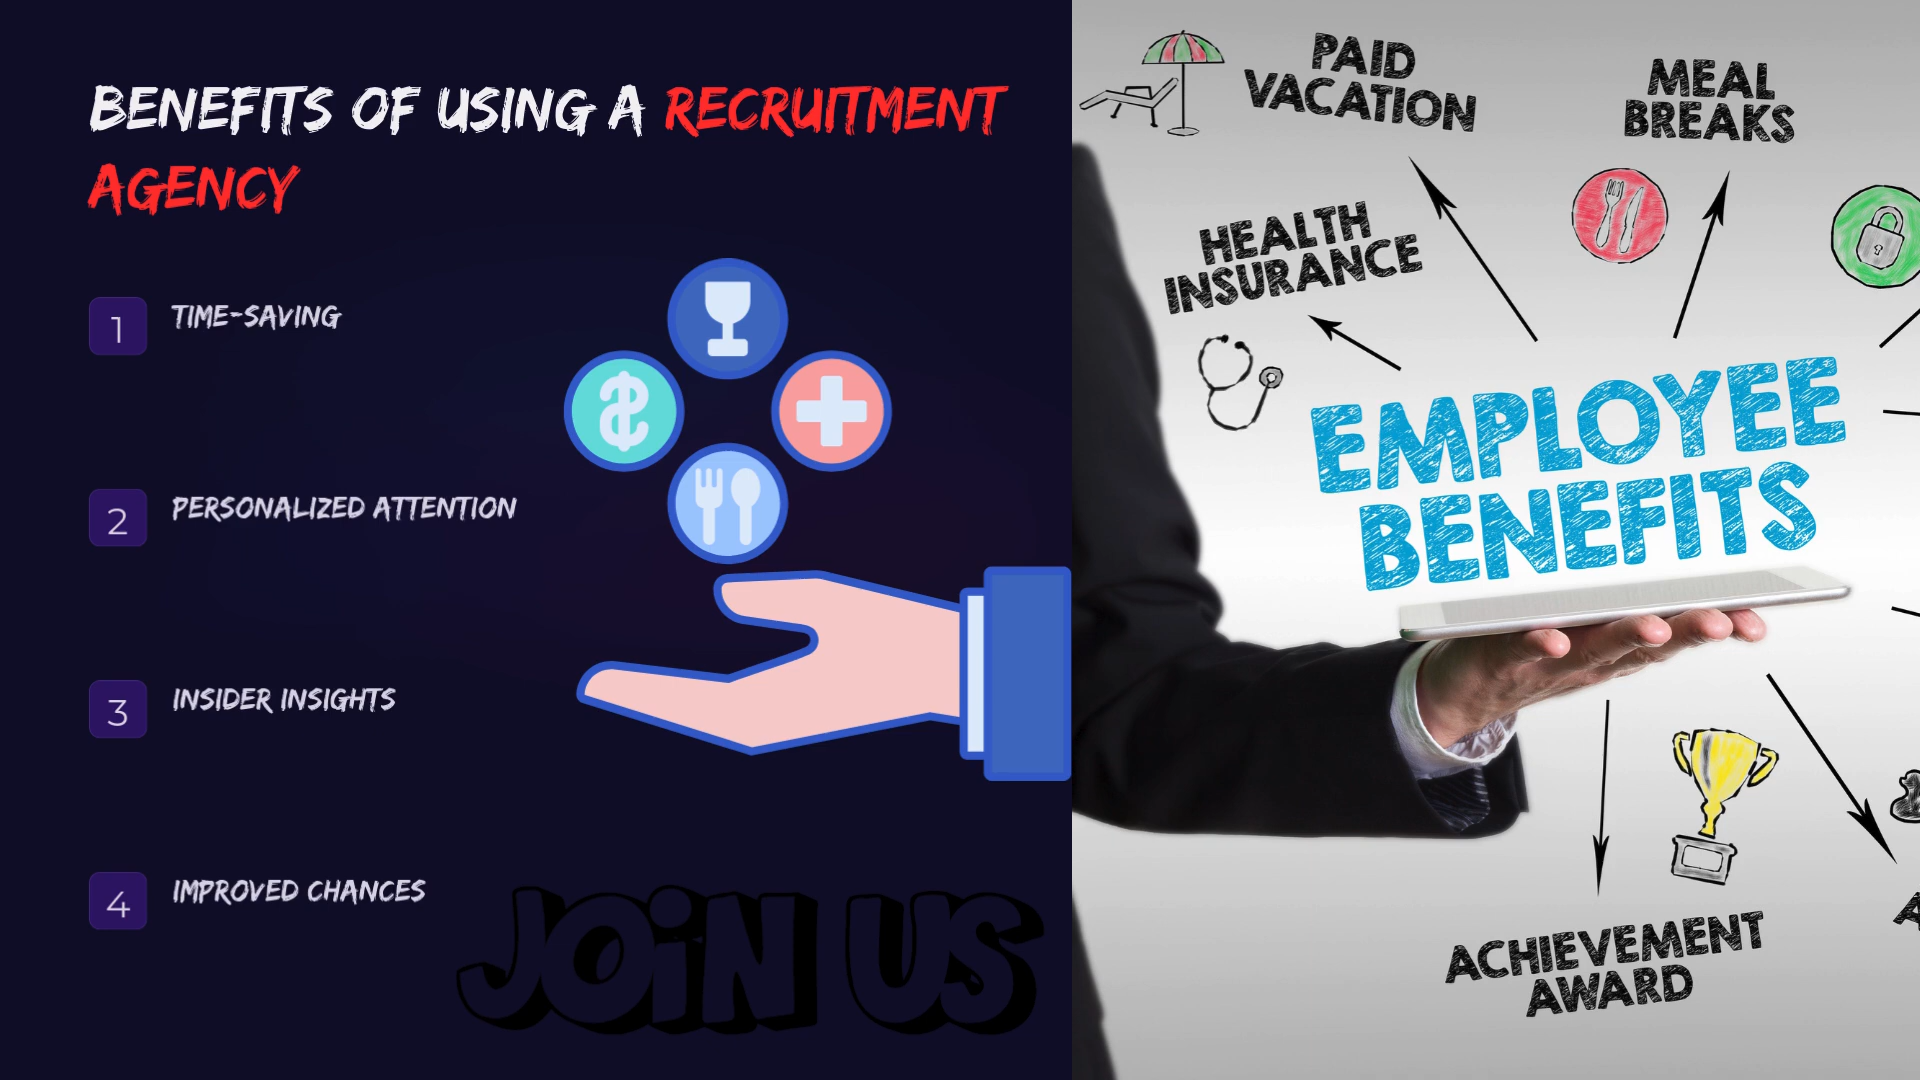 BENEFITS OF USING A RECRUITMENT
AGENCY
1
TIME-SAVING
2
PERSONALIZED ATTENTION
3
INSIDER INSIGHTS
4
IMPROVED CHANCES
JOiN US
PAID
VACATION
MEAL
BREAKS
HEALTH
INSURANCE
EMPLOYEE
BENEFITS
ACHIEVEMENT
AWARD